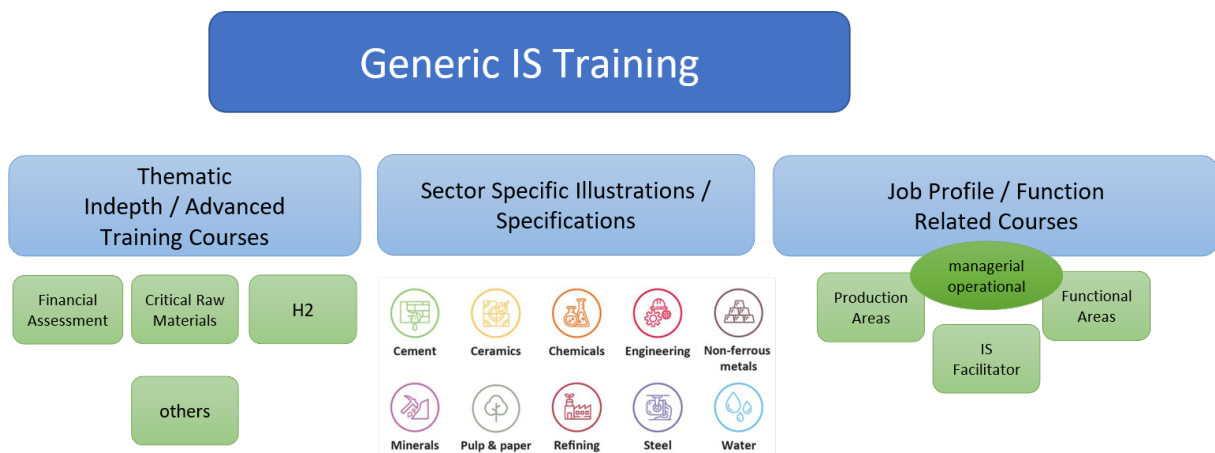 Generic IS Training
Thematic
Indepth / Advanced
Training Courses
Sector Specific Illustrations /
Specifications
Job Profile / Function
Related Courses
Financial
Assessment
Critical Raw
Materials
H2
others
Cement
Ceramics
Chemicals
Engineering
Non-ferrous
metals
Minerals
Pulp & paper
Refining
Steel
Water
managerial
operational
Production
Areas
Functional
Areas
IS
Facilitator